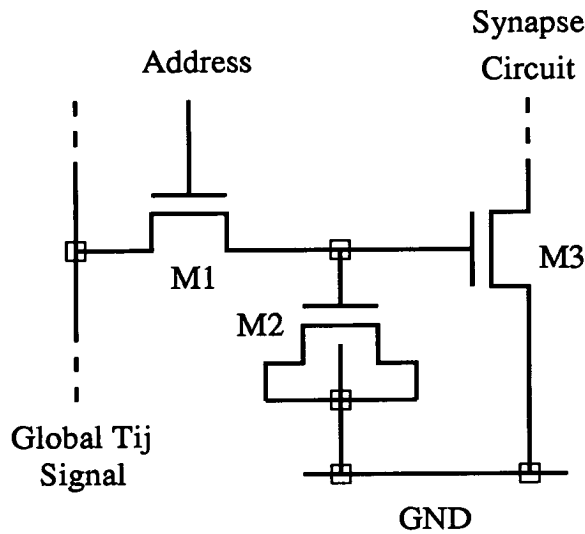 Synapse
Circuit
Address
M1
M2
M3
Global Tij
Signal
GND